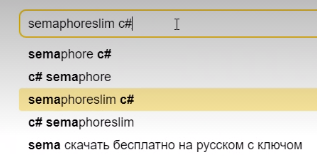 semaphoreslim c#
semaphore c#
c# semaphore
semaphoreslim c#
c# semaphoreslim
sema скачать бесплатно на русском с ключом